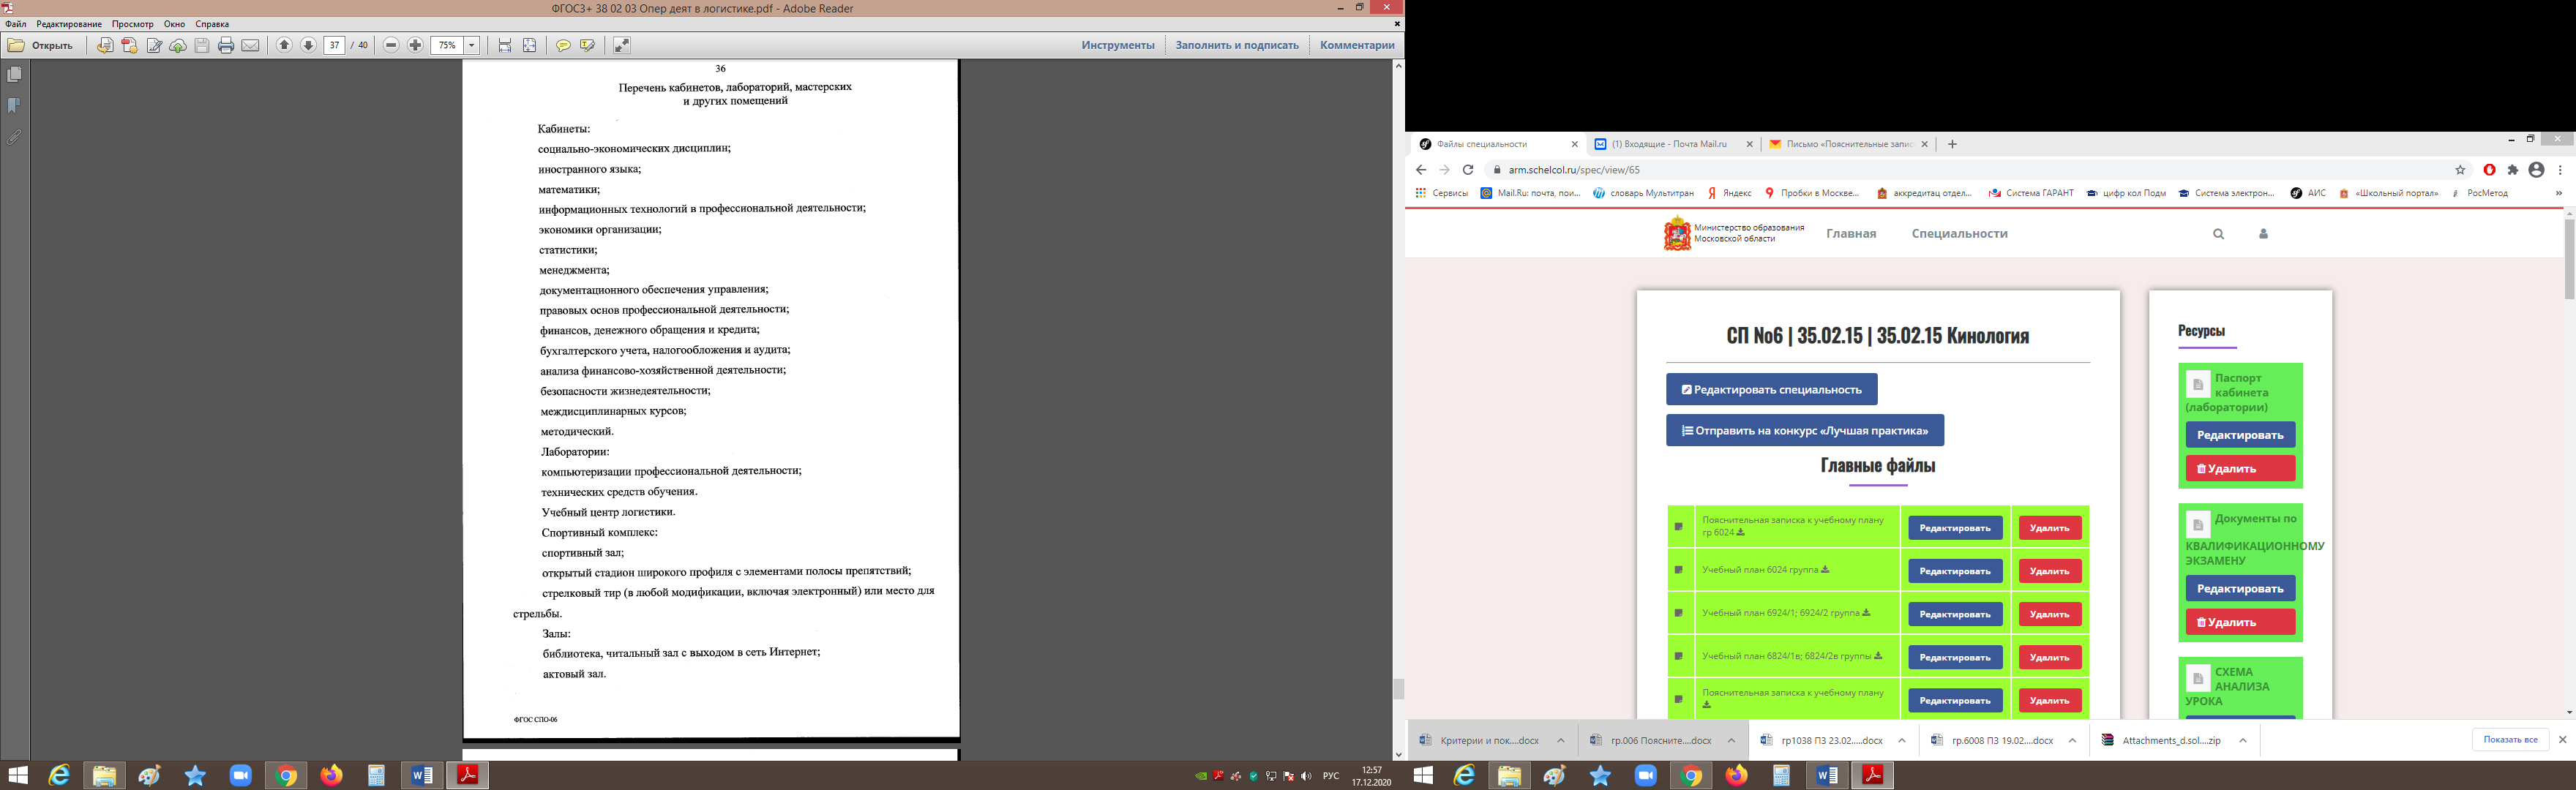 ФГОС3+ 38 02 03 Опер деят в логистике.pdf - Adobe Reader
Файл Редактирование Просмотр Окно Справка
Открыть 37 / 40 75% Инструменты Заполнить и подписать Комментарии
36
Перечень кабинетов, лабораторий, мастерских
и других помещений
Кабинеты:
социально-экономических дисциплин;
иностранного языка;
математики;
информационных технологий в профессиональной деятельности;
экономики организации;
статистики;
менеджмента;
документационного обеспечения управления;
правовых основ профессиональной деятельности;
финансов, денежного обращения и кредита;
бухгалтерского учета, налогообложения и аудита;
анализа финансово-хозяйственной деятельности;
безопасности жизнедеятельности;
междисциплинарных курсов;
методический.
Лаборатории:
компьютеризации профессиональной деятельности;
технических средств обучения.
Учебный центр логистики.
Спортивный комплекс:
спортивный зал;
открытый стадион широкого профиля с элементами полосы препятствий;
стрелковый тир (в любой модификации, включая электронный) или место для
стрельбы.
Залы:
библиотека, читальный зал с выходом в сеть Интернет;
актовый зал.
ФГОС СПО-06
РУС
12:57
17.12.2020
Файлы специальности
(1) Входящие - Почта Mail.ru
Письмо «Пояснительные запис
arm.schelcol.ru/spec/view/65
Сервисы Mail.Ru: почта, пои... словарь Мультитран Яндекс Пробки в Москве... аккредитац отдел... Система ГАРАНТ цифр кол Подм Система электрон... АИС «Школьный портал» РосМетод »
Министерство образования
Московской области
Главная Специальности
СП №6 | 35.02.15 | 35.02.15 Кинология
Редактировать специальность
Отправить на конкурс «Лучшая практика»
Главные файлы
Пояснительная записка к учебному плану
гр 6024
Редактировать Удалить
Учебный план 6024 группа Редактировать Удалить
Учебный план 6924/1; 6924/2 группа Редактировать Удалить
Учебный план 6824/1в; 6824/2в группы Редактировать Удалить
Пояснительная записка к учебному плану Редактировать Удалить
Ресурсы
Паспорт
кабинета
(лаборатории)
Редактировать
Удалить
Документы по
КВАЛИФИКАЦИОННОМУ
ЭКЗАМЕНУ
Редактировать
Удалить
СХЕМА
АНАЛИЗА
УРОКА
Критерии и пок....docx
гр.006 Поясните....docx
гр1038 ПЗ 23.02.....docx
гр.6008 ПЗ 19.02....docx
Attachments_d.sol....zip
Показать все